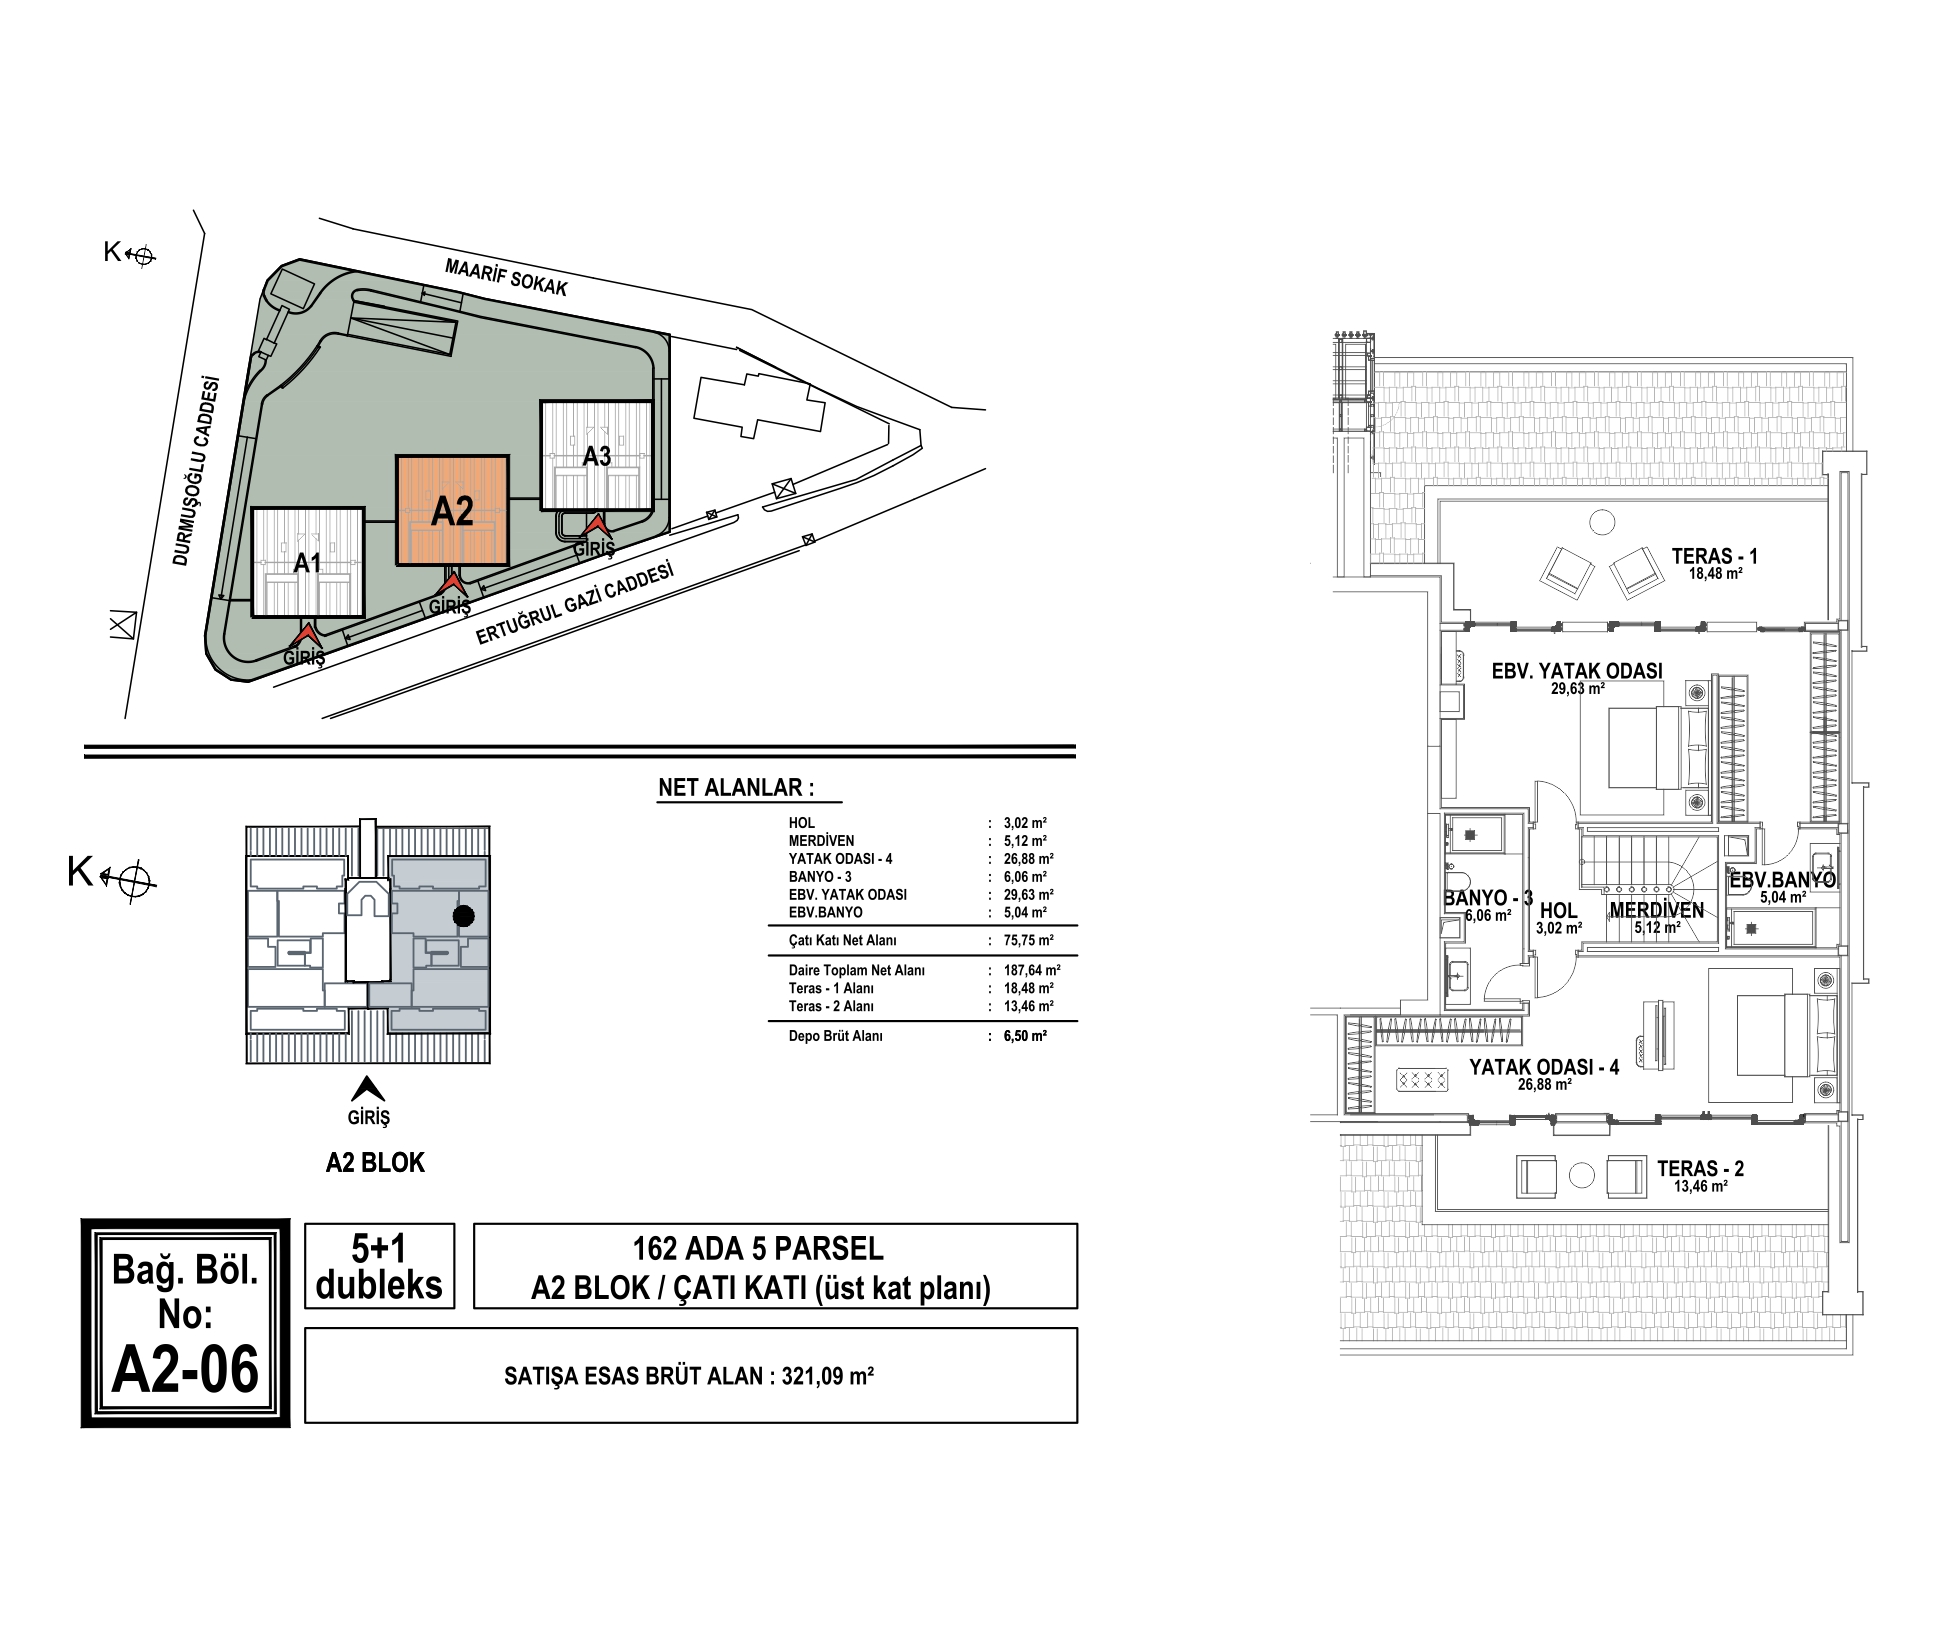 K
MAARİF SOKAK
DURMUŞOĞLU CADDESİ
A3
A2
A1
GİRİŞ
GİRİŞ
GİRİŞ
ERTUĞRUL GAZİ CADDESİ
NET ALANLAR :
HOL : 3,02 m²
MERDİVEN : 5,12 m²
YATAK ODASI - 4 : 26,88 m²
BANYO - 3 : 6,06 m²
EBV. YATAK ODASI : 29,63 m²
EBV.BANYO : 5,04 m²
Çatı Katı Net Alanı : 75,75 m²
Daire Toplam Net Alanı : 187,64 m²
Teras - 1 Alanı : 18,48 m²
Teras - 2 Alanı : 13,46 m²
Depo Brüt Alanı : 6,50 m²
K
GİRİŞ
A2 BLOK
Bağ. Böl.
No:
A2-06
5+1
dubleks
162 ADA 5 PARSEL
A2 BLOK / ÇATI KATI (üst kat planı)
SATIŞA ESAS BRÜT ALAN : 321,09 m²
TERAS - 1
18,48 m²
EBV. YATAK ODASI
29,63 m²
BANYO - 3
6,06 m²
HOL
3,02 m²
MERDİVEN
5,12 m²
EBV.BANYO
5,04 m²
YATAK ODASI - 4
26,88 m²
TERAS - 2
13,46 m²